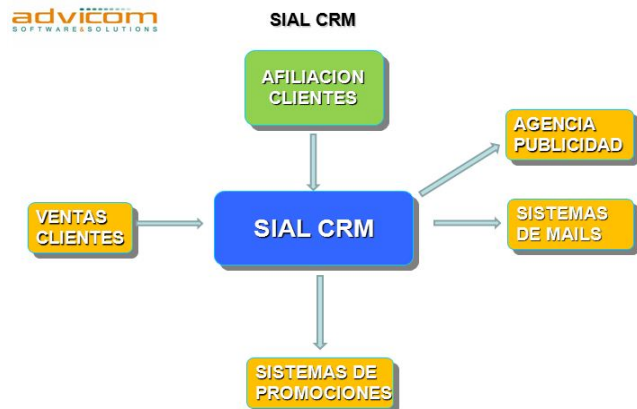 advicom
SOFTWARE&SOLUTIONS
SIAL CRM
AFILIACION
CLIENTES
AGENCIA
PUBLICIDAD
VENTAS
CLIENTES
SIAL CRM
SISTEMAS
DE MAILS
SISTEMAS DE
PROMOCIONES